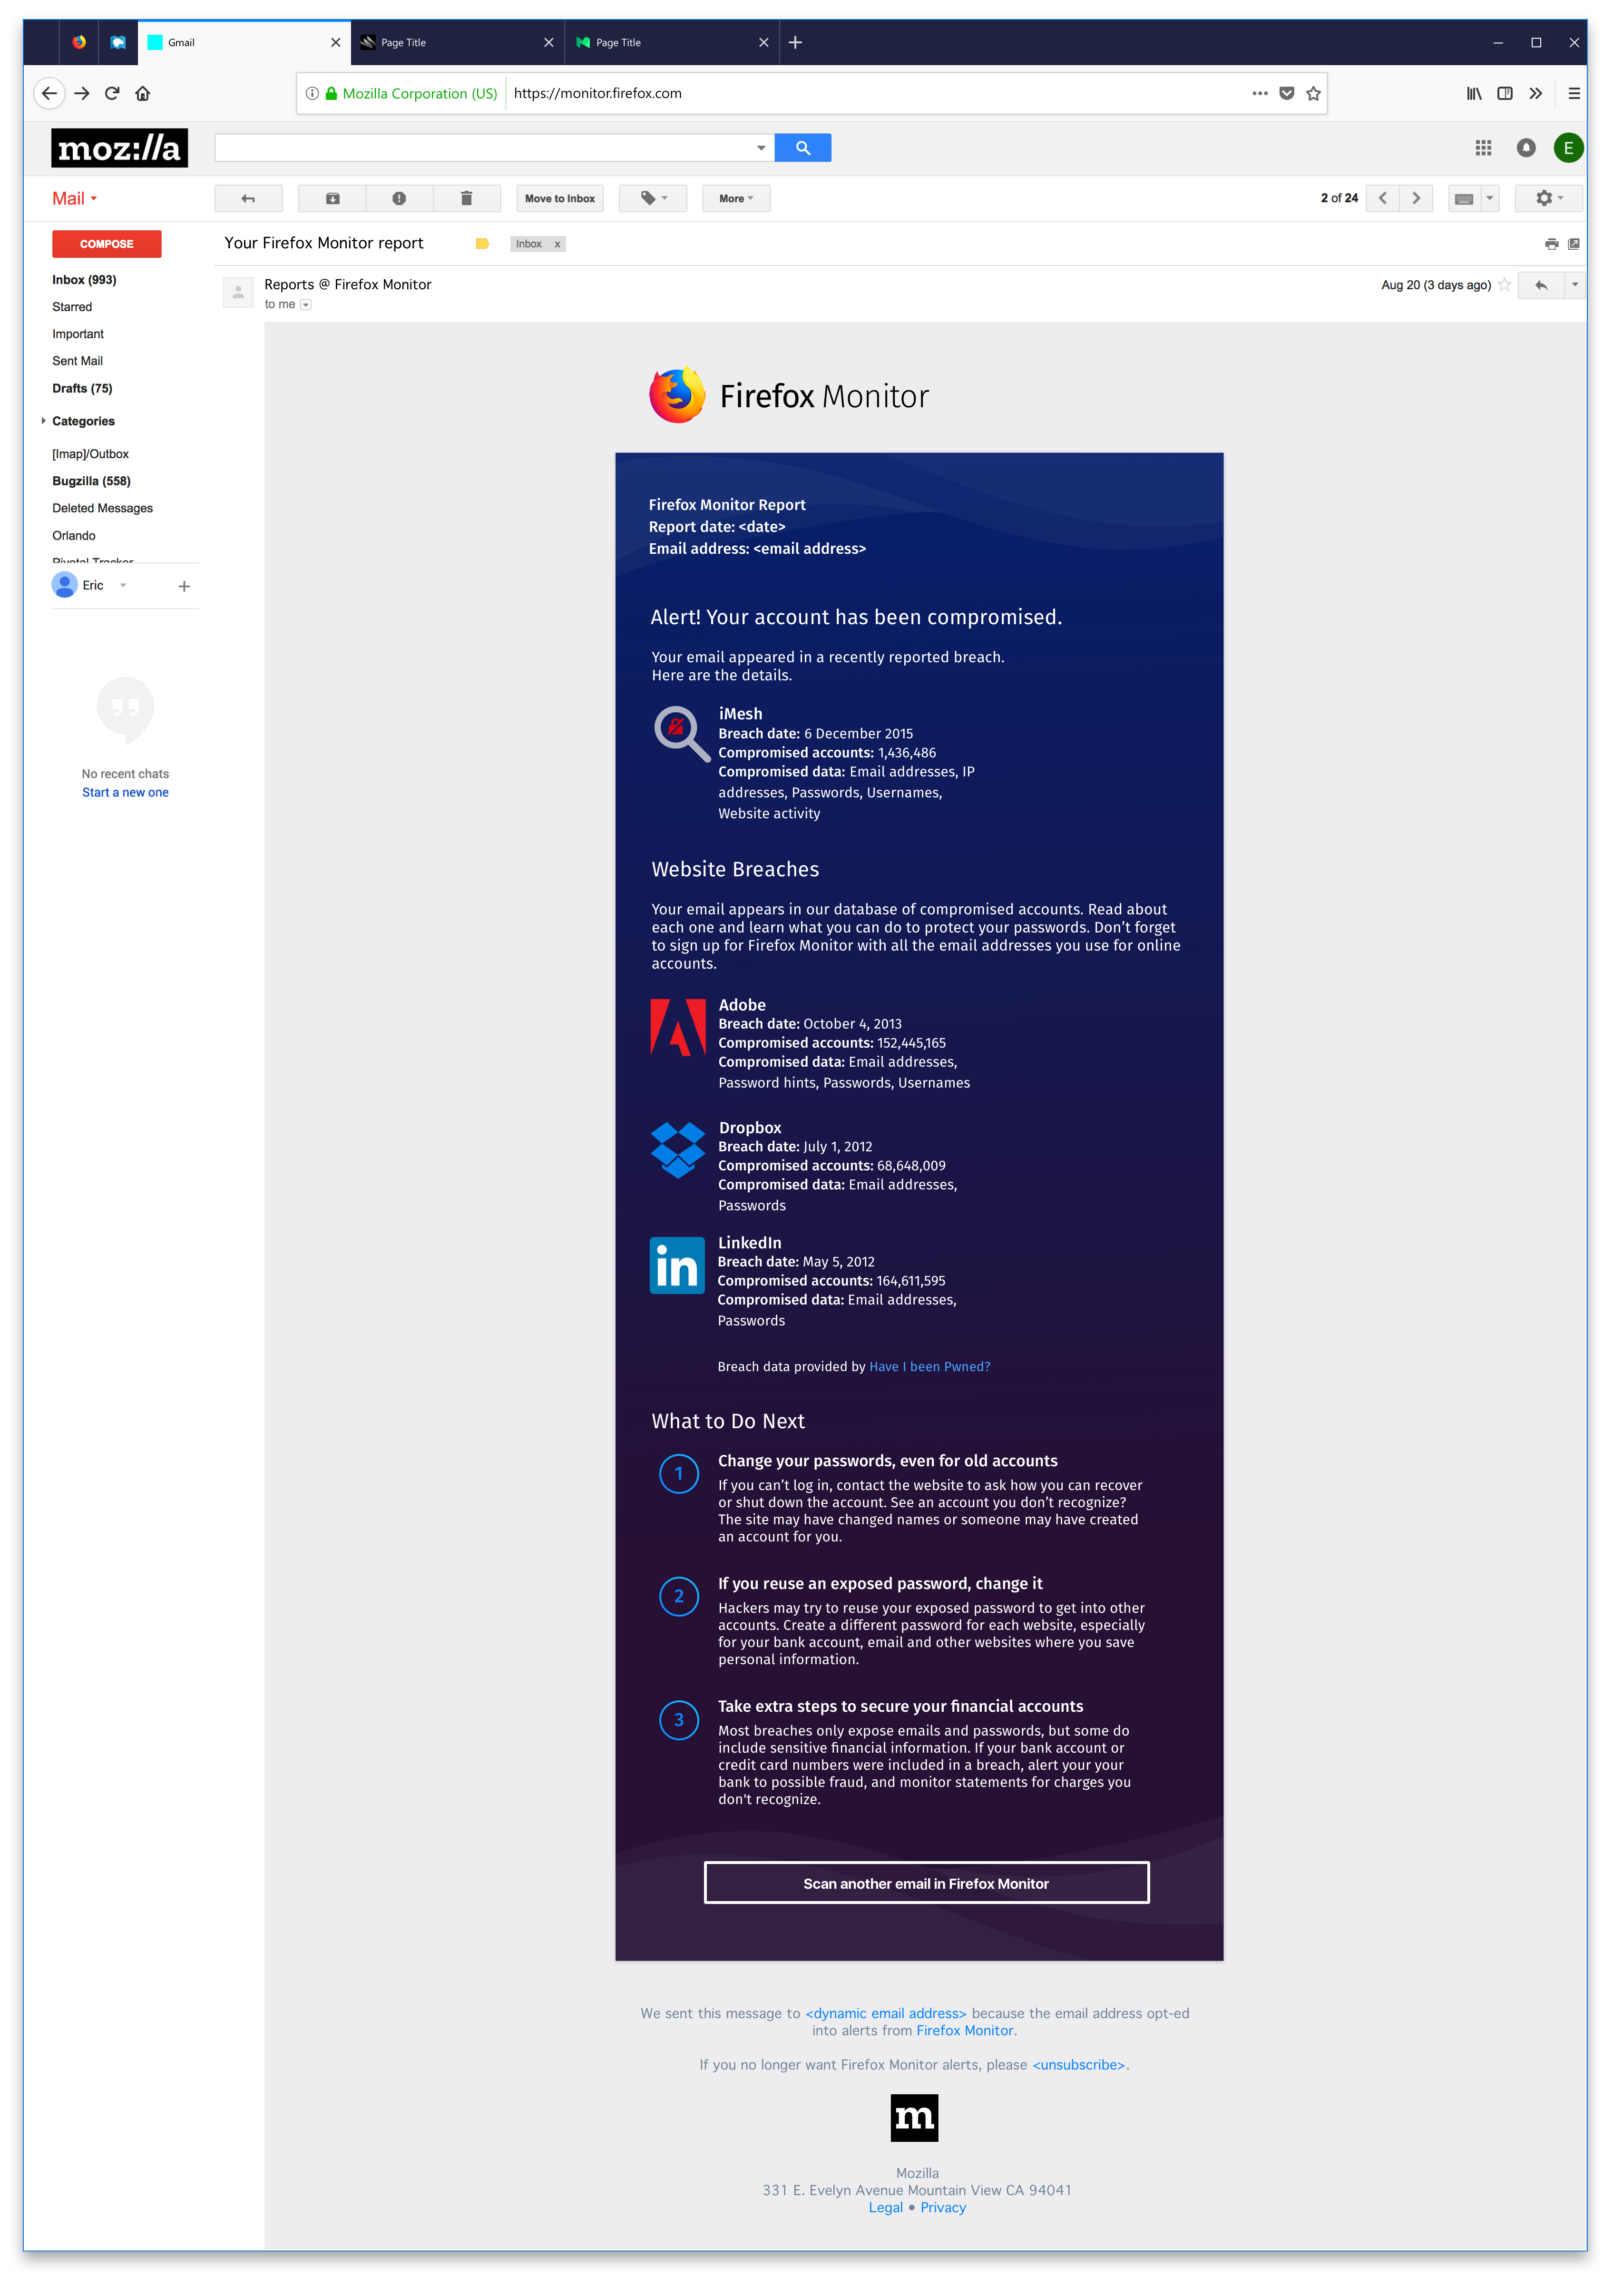 Gmail
Page Title
Page Title
Mozilla Corporation (US)
https://monitor.firefox.com
moz://a
E
Mail
Move to Inbox
More
2 of 24
COMPOSE
Your Firefox Monitor report
Inbox x
Inbox (993)
Starred
Important
Sent Mail
Drafts (75)
Categories
[Imap]/Outbox
Bugzilla (558)
Deleted Messages
Orlando
Pivotal Tracker
Eric
No recent chats
Start a new one
Reports @ Firefox Monitor
to me
Aug 20 (3 days ago)
Firefox Monitor
Firefox Monitor Report
Report date: <date>
Email address: <email address>
Alert! Your account has been compromised.
Your email appeared in a recently reported breach.
Here are the details.
iMesh
Breach date: 6 December 2015
Compromised accounts: 1,436,486
Compromised data: Email addresses, IP
addresses, Passwords, Usernames,
Website activity
Website Breaches
Your email appears in our database of compromised accounts. Read about
each one and learn what you can do to protect your passwords. Don’t forget
to sign up for Firefox Monitor with all the email addresses you use for online
accounts.
Adobe
Breach date: October 4, 2013
Compromised accounts: 152,445,165
Compromised data: Email addresses,
Password hints, Passwords, Usernames
Dropbox
Breach date: July 1, 2012
Compromised accounts: 68,648,009
Compromised data: Email addresses,
Passwords
in
LinkedIn
Breach date: May 5, 2012
Compromised accounts: 164,611,595
Compromised data: Email addresses,
Passwords
Breach data provided by Have I been Pwned?
What to Do Next
1
Change your passwords, even for old accounts
If you can’t log in, contact the website to ask how you can recover
or shut down the account. See an account you don’t recognize?
The site may have changed names or someone may have created
an account for you.
2
If you reuse an exposed password, change it
Hackers may try to reuse your exposed password to get into other
accounts. Create a different password for each website, especially
for your bank account, email and other websites where you save
personal information.
3
Take extra steps to secure your financial accounts
Most breaches only expose emails and passwords, but some do
include sensitive financial information. If your bank account or
credit card numbers were included in a breach, alert your your
bank to possible fraud, and monitor statements for charges you
don't recognize.
Scan another email in Firefox Monitor
We sent this message to <dynamic email address> because the email address opt-ed
into alerts from Firefox Monitor.
If you no longer want Firefox Monitor alerts, please <unsubscribe>.
m
Mozilla
331 E. Evelyn Avenue Mountain View CA 94041
Legal • Privacy